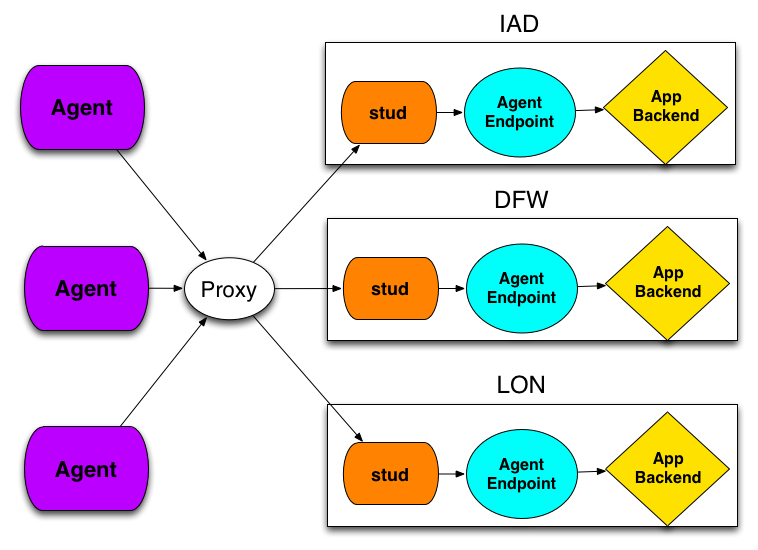 IAD
Agent
stud
Agent
Endpoint
App
Backend
DFW
Agent
Proxy
stud
Agent
Endpoint
App
Backend
LON
Agent
stud
Agent
Endpoint
App
Backend